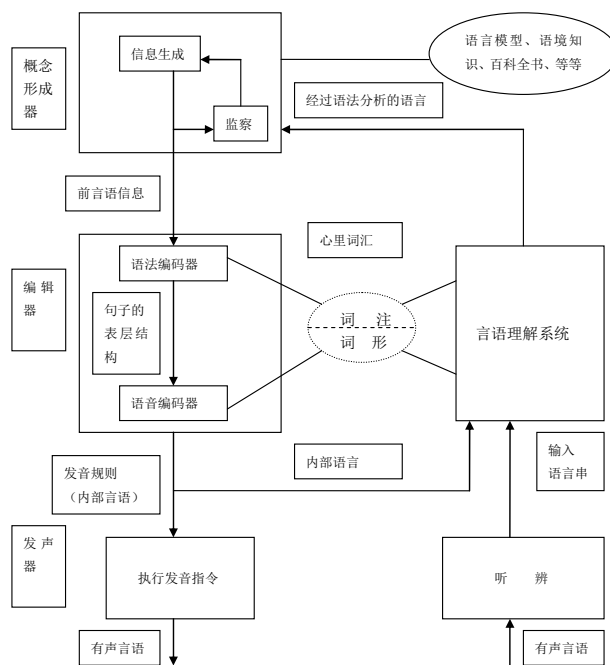 概念
形成
器
信息生成
监察
语言模型、语境知
识、百科全书、等等
经过语法分析的语言
前言语信息
心里词汇
编 辑
器
语法编码器
句子的
表层结
构
语音编码器
词 注
词 形
言语理解系统
发音规则
（内部言语）
内部语言
输入
语言串
发 声
器
执行发音指令
听 辨
有声言语
有声言语